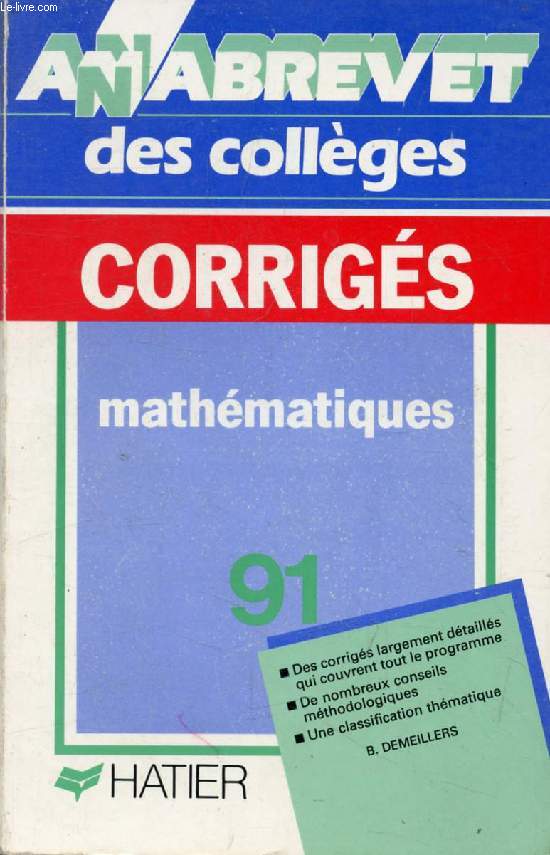 Le-livre.com
ANNABREVET
des collèges
CORRIGÉS
mathématiques
91
■ Des corrigés largement détaillés
qui couvrent tout le programme
■ De nombreux conseils
méthodologiques
■ Une classification thématique
B. DEMEILLERS
HATIER